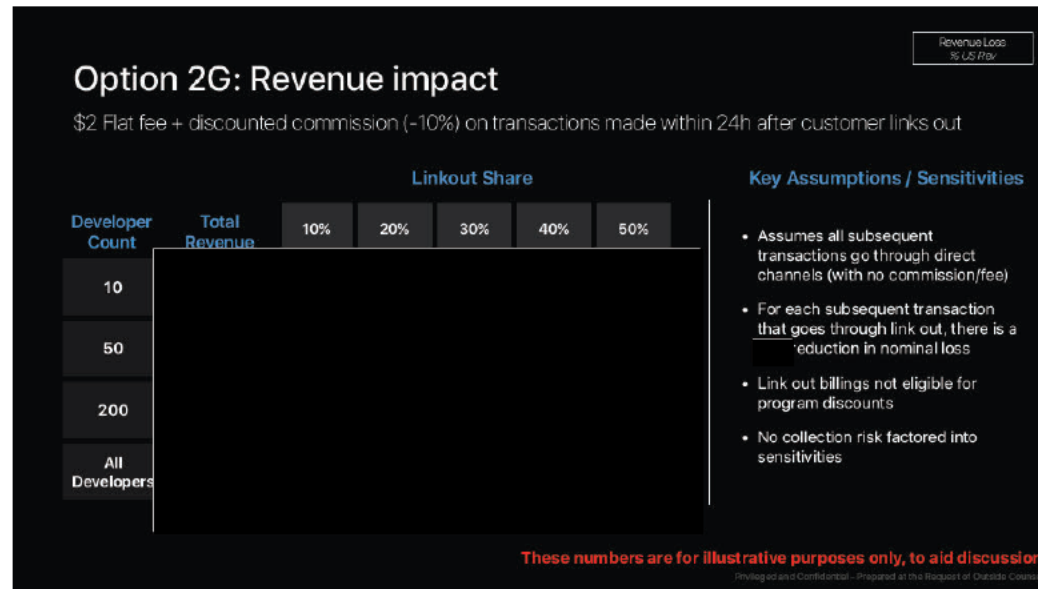 Revenue Loss
% US Rev
Option 2G: Revenue impact
$2 Flat fee + discounted commission (-10%) on transactions made within 24h after customer links out
Linkout Share
Key Assumptions / Sensitivities
Developer Count
Total Revenue
10%
20%
30%
40%
50%
10
50
200
All
Developers
• Assumes all subsequent
transactions go through direct
channels (with no commission/fee)
• For each subsequent transaction
that goes through link out, there is a
eduction in nominal loss
• Link out billings not eligible for
program discounts
• No collection risk factored into
sensitivities
These numbers are for illustrative purposes only, to aid discussion
Privileged and Confidential – Prepared at the Request of Outside Couns